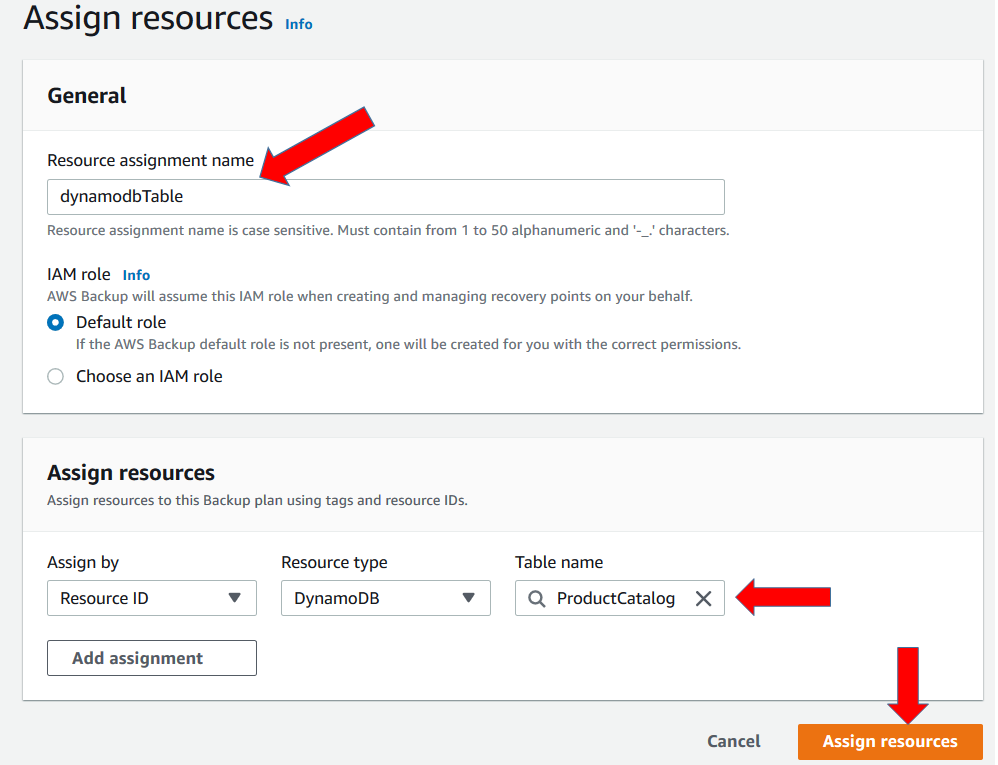 Assign resources Info
General
Resource assignment name
dynamodbTable
Resource assignment name is case sensitive. Must contain from 1 to 50 alphanumeric and '-_.' characters.
IAM role Info
AWS Backup will assume this IAM role when creating and managing recovery points on your behalf.
Default role
If the AWS Backup default role is not present, one will be created for you with the correct permissions.
Choose an IAM role
Assign resources
Assign resources to this Backup plan using tags and resource IDs.
Assign by Resource type Table name
Resource ID DynamoDB ProductCatalog
Add assignment
Cancel Assign resources